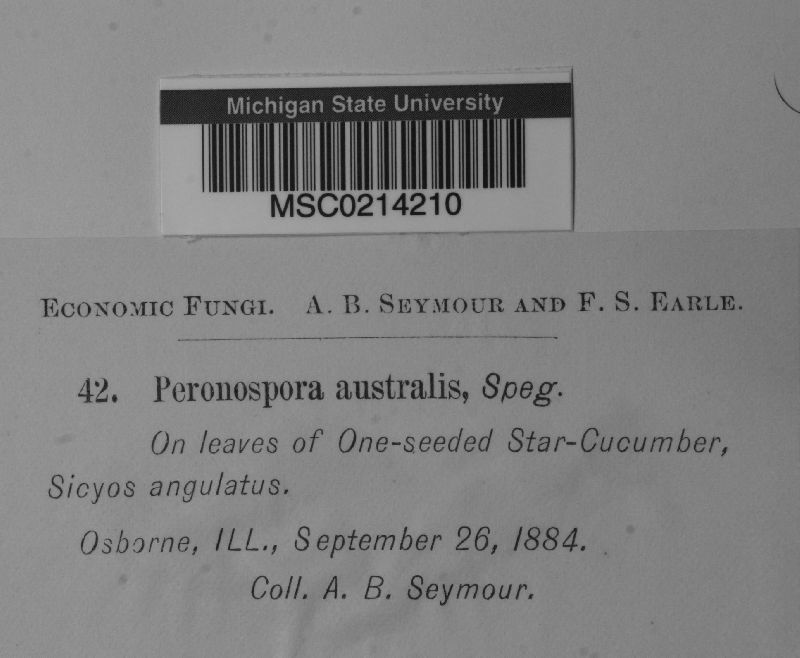 Michigan State University
MSC0214210
Economic Fungi. A. B. Seymour and F. S. Earle.
42. Peronospora australis, Speg.
On leaves of One-seeded Star-Cucumber,
Sicyos angulatus.
Osborne, ILL., September 26, 1884.
Coll. A. B. Seymour.